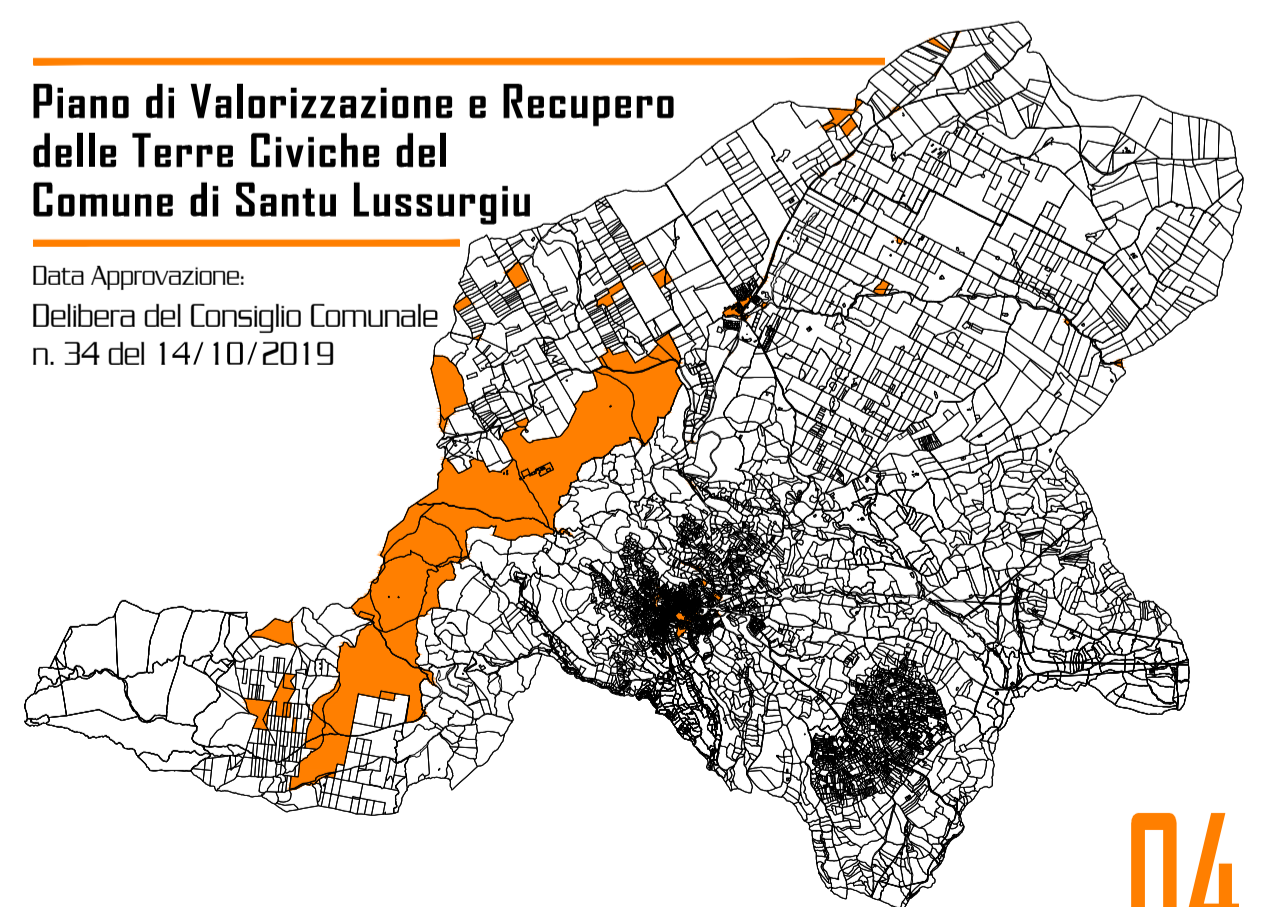 Piano di Valorizzazione e Recupero
delle Terre Civiche del
Comune di Santu Lussurgiu
Data Approvazione:
Delibera del Consiglio Comunale
n. 34 del 14/10/2019
04